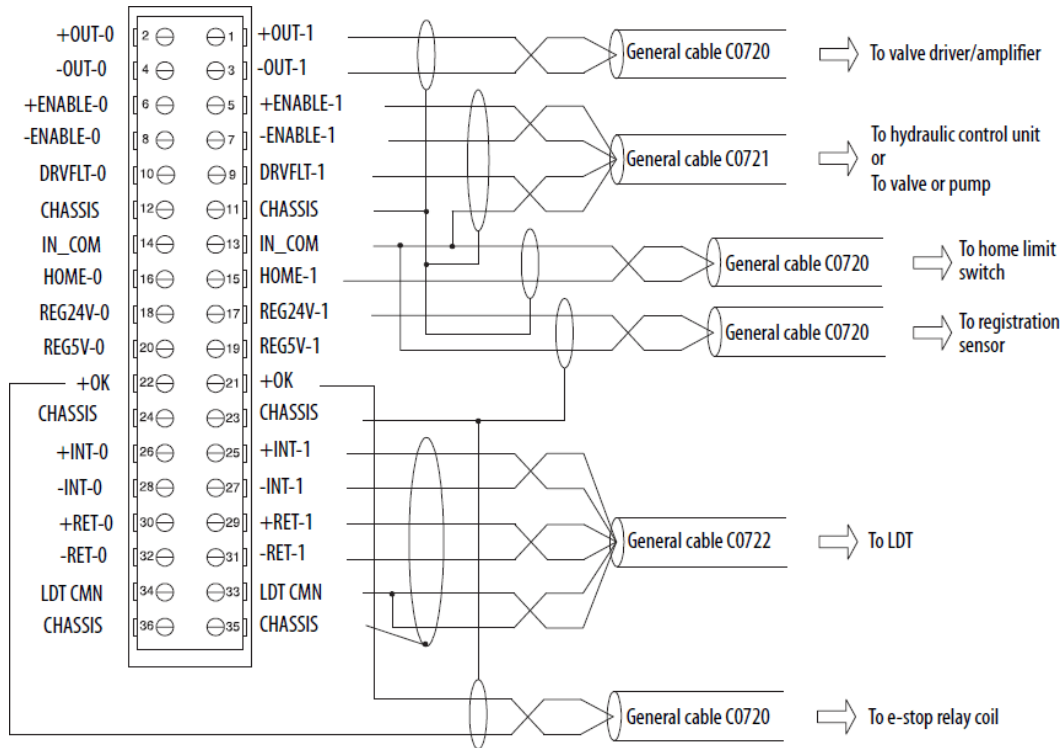 +OUT-0 2 1 +OUT-1
-OUT-0 4 3 -OUT-1
+ENABLE-0 6 5 +ENABLE-1
-ENABLE-0 8 7 -ENABLE-1
DRVFLT-0 10 9 DRVFLT-1
CHASSIS 12 11 CHASSIS
IN_COM 14 13 IN_COM
HOME-0 16 15 HOME-1
REG24V-0 18 17 REG24V-1
REG5V-0 20 19 REG5V-1
+OK 22 21 +OK
CHASSIS 24 23 CHASSIS
+INT-0 26 25 +INT-1
-INT-0 28 27 -INT-1
+RET-0 30 29 +RET-1
-RET-0 32 31 -RET-1
LDT CMN 34 33 LDT CMN
CHASSIS 36 35 CHASSIS
General cable C0720
To valve driver/amplifier
General cable C0721
To hydraulic control unit
or
To valve or pump
General cable C0720
To home limit
switch
General cable C0720
To registration
sensor
General cable C0722
To LDT
General cable C0720
To e-stop relay coil